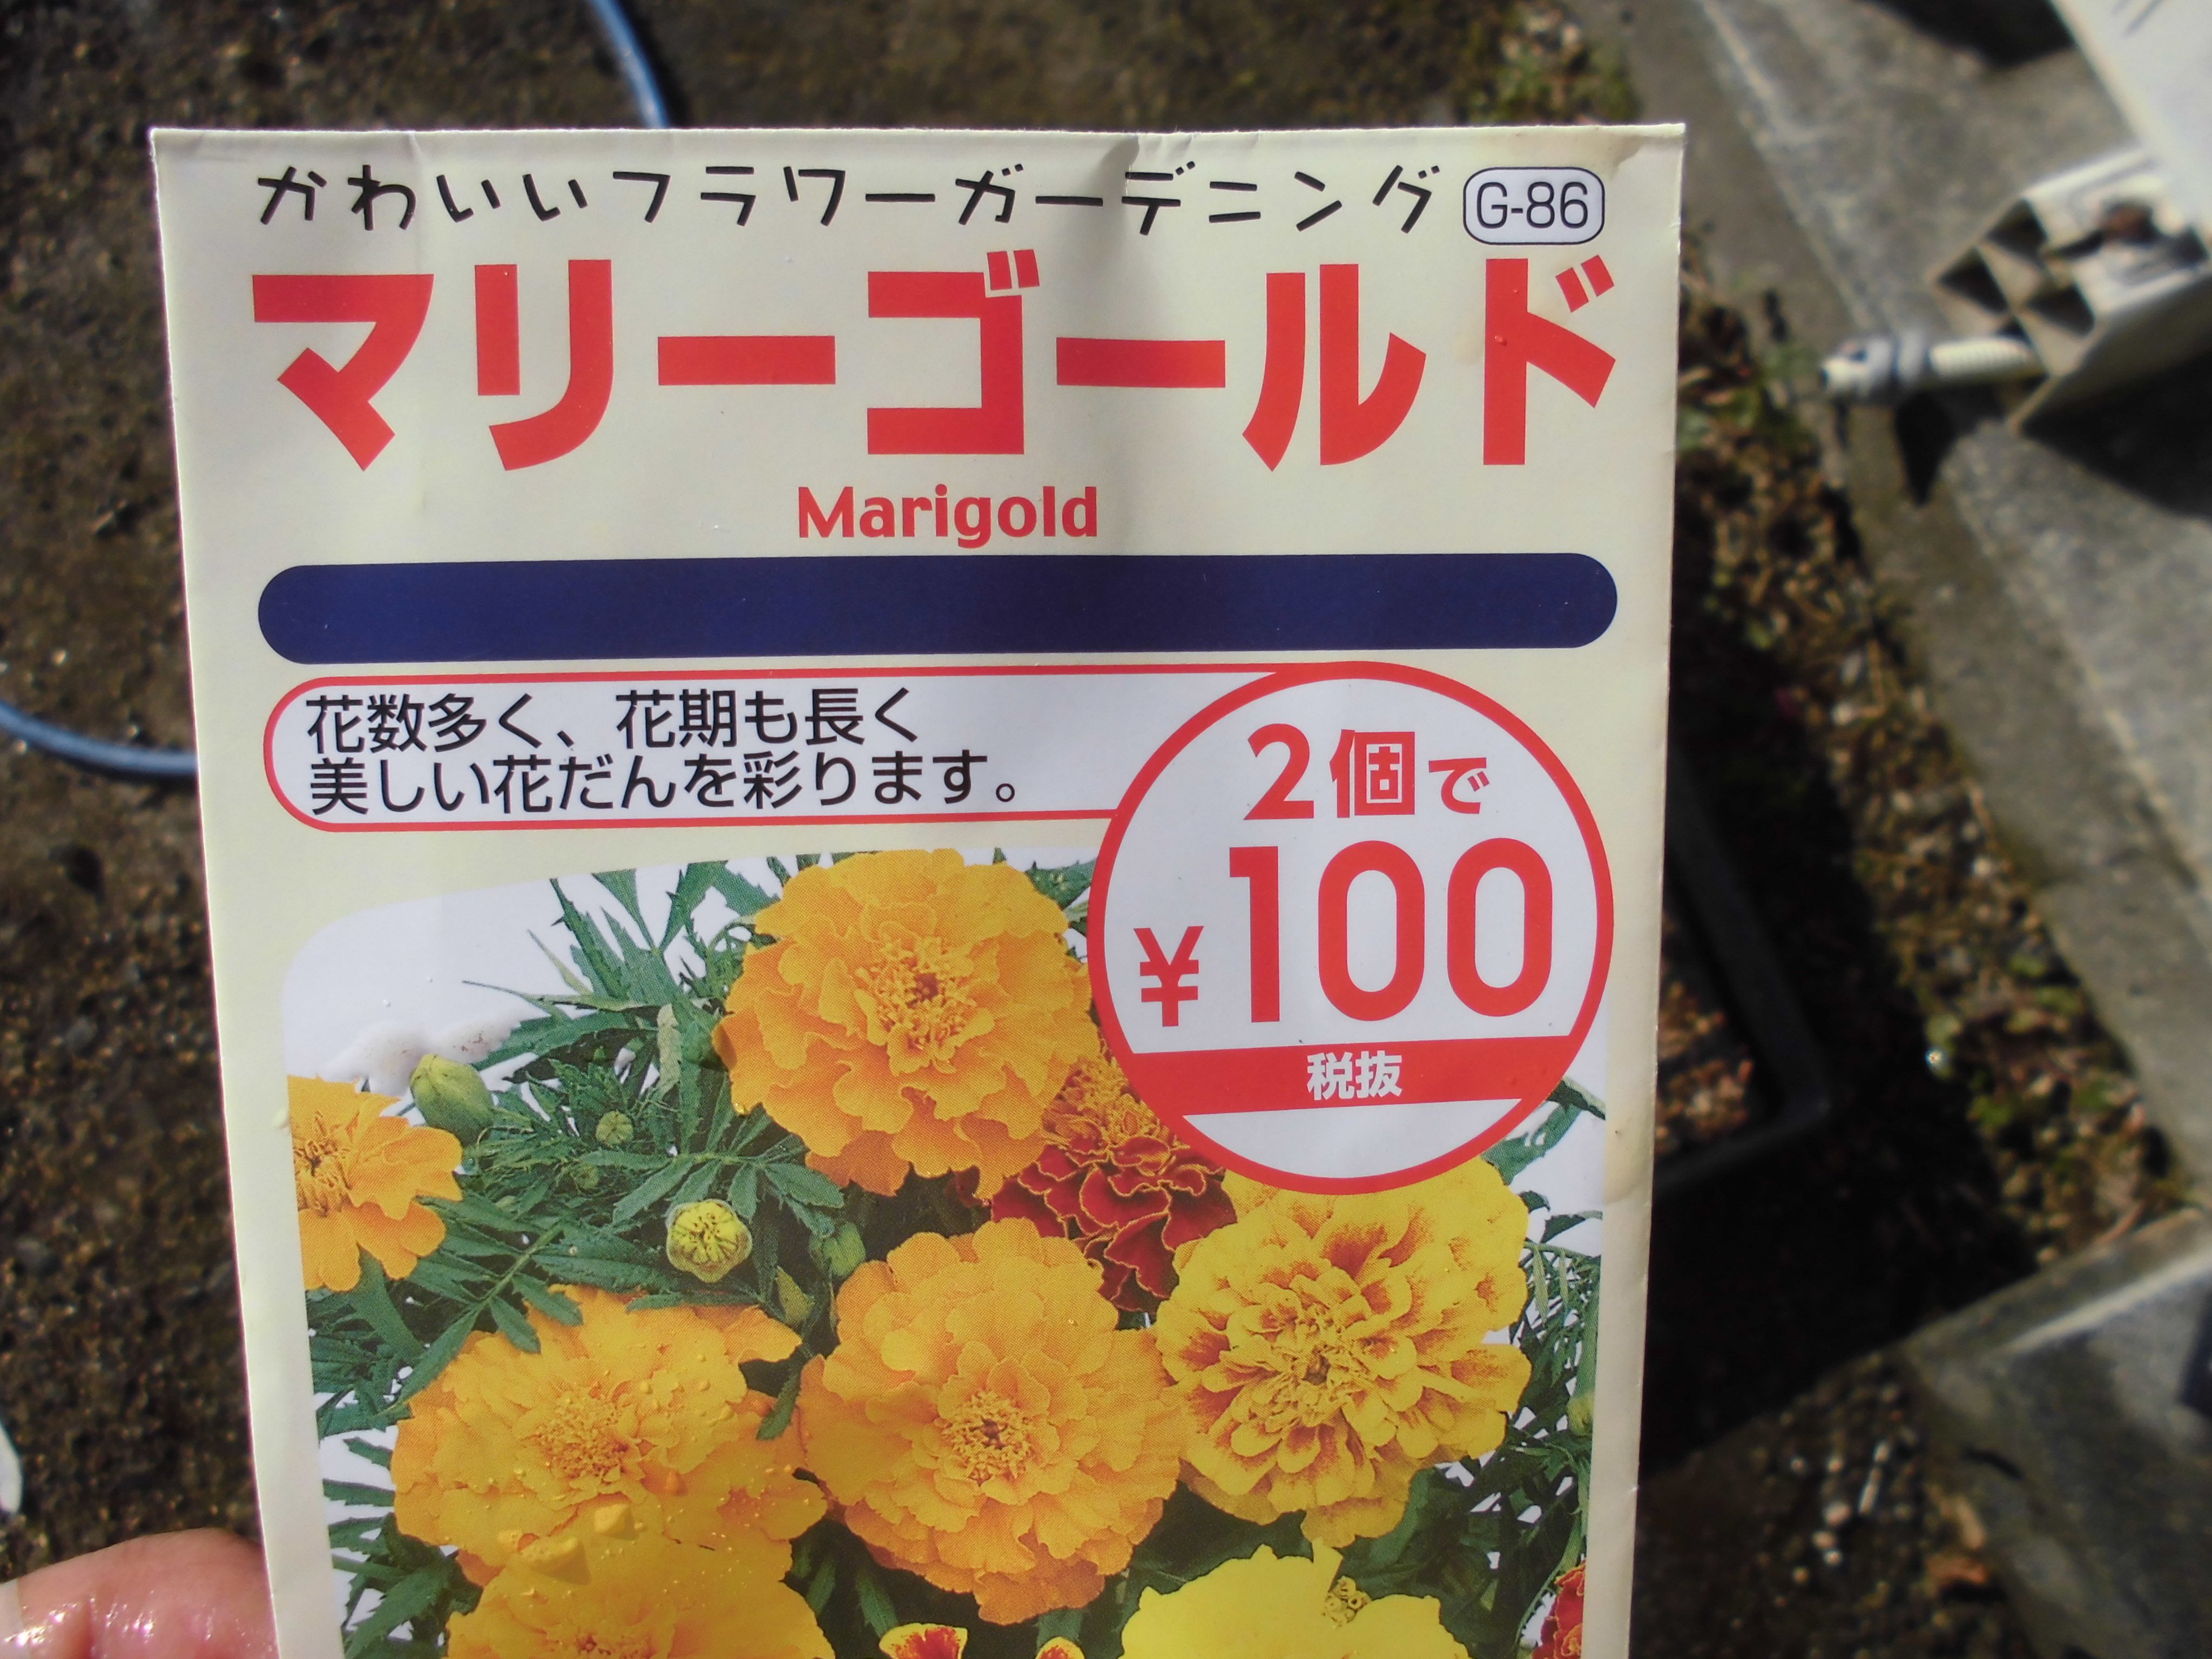 かわいいフラワーガーデニング G-86
マリーゴールド
Marigold
花数多く、花期も長く
美しい花だんを彩ります。
2個で
¥100
税抜